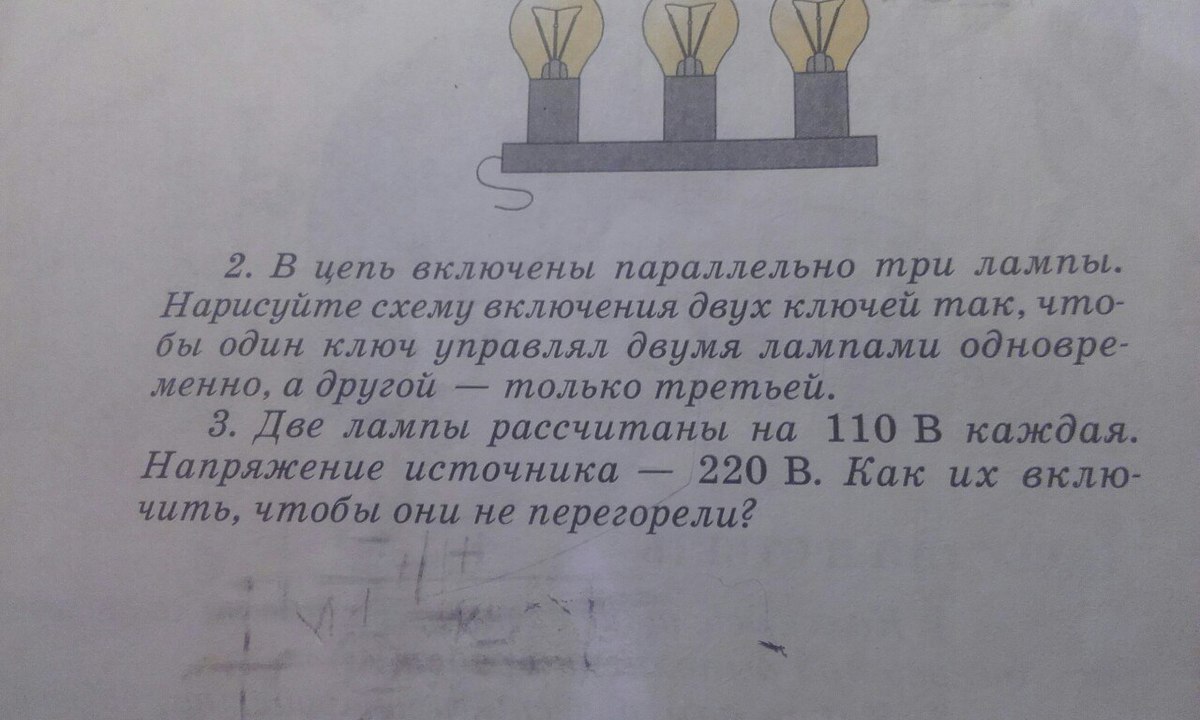 2. В цепь включены параллельно три лампы.
Нарисуйте схему включения двух ключей так, что-
бы один ключ управлял двумя лампами одновре-
менно, а другой — только третьей.
3. Две лампы рассчитаны на 110 В каждая.
Напряжение источника — 220 В. Как их вклю-
чить, чтобы они не перегорели?